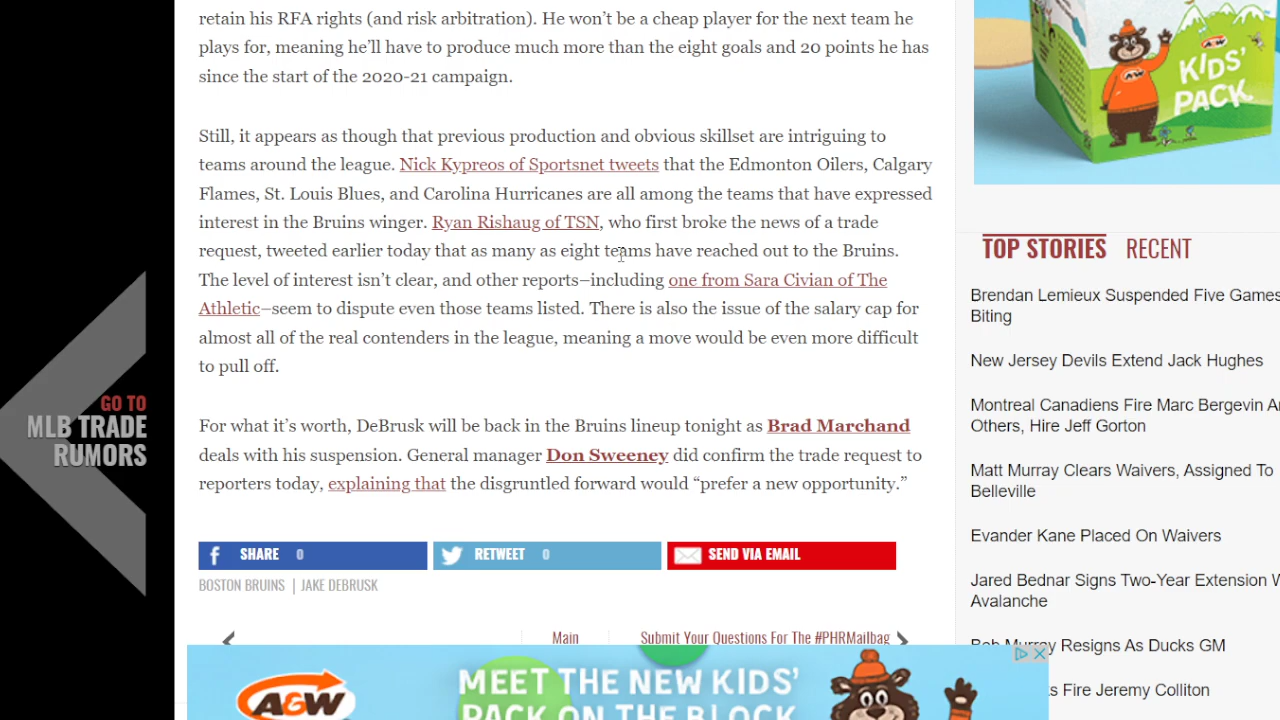 retain his RFA rights (and risk arbitration). He won't be a cheap player for the next team he
plays for, meaning he'll have to produce much more than the eight goals and 20 points he has
since the start of the 2020-21 campaign.
Still, it appears as though that previous production and obvious skillset are intriguing to
teams around the league. Nick Kypreos of Sportsnet tweets that the Edmonton Oilers, Calgary
Flames, St. Louis Blues, and Carolina Hurricanes are all among the teams that have expressed
interest in the Bruins winger. Ryan Rishaug of TSN, who first broke the news of a trade
request, tweeted earlier today that as many as eight teams have reached out to the Bruins.
The level of interest isn't clear, and other reports–including one from Sara Civian of The
Athletic–seem to dispute even those teams listed. There is also the issue of the salary cap for
almost all of the real contenders in the league, meaning a move would be even more difficult
to pull off.
For what it's worth, DeBrusk will be back in the Bruins lineup tonight as Brad Marchand
deals with his suspension. General manager Don Sweeney did confirm the trade request to
reporters today, explaining that the disgruntled forward would “prefer a new opportunity.”
SHARE 0
RETWEET 0
SEND VIA EMAIL
BOSTON BRUINS | JAKE DEBRUSK
Main
Submit Your Questions For The #PHRMailbag
GO TO
MLB TRADE
RUMORS
A&W
KIDS'
PACK
A&W
TOP STORIES RECENT
Brendan Lemieux Suspended Five Games
Biting
New Jersey Devils Extend Jack Hughes
Montreal Canadiens Fire Marc Bergevin
Others, Hire Jeff Gorton
Matt Murray Clears Waivers, Assigned To
Belleville
Evander Kane Placed On Waivers
Jared Bednar Signs Two-Year Extension
Avalanche
Bob Murray Resigns As Ducks GM
Fire Jeremy Colliton
A&W
MEET THE NEW KIDS'
PACK ON THE BLOCK